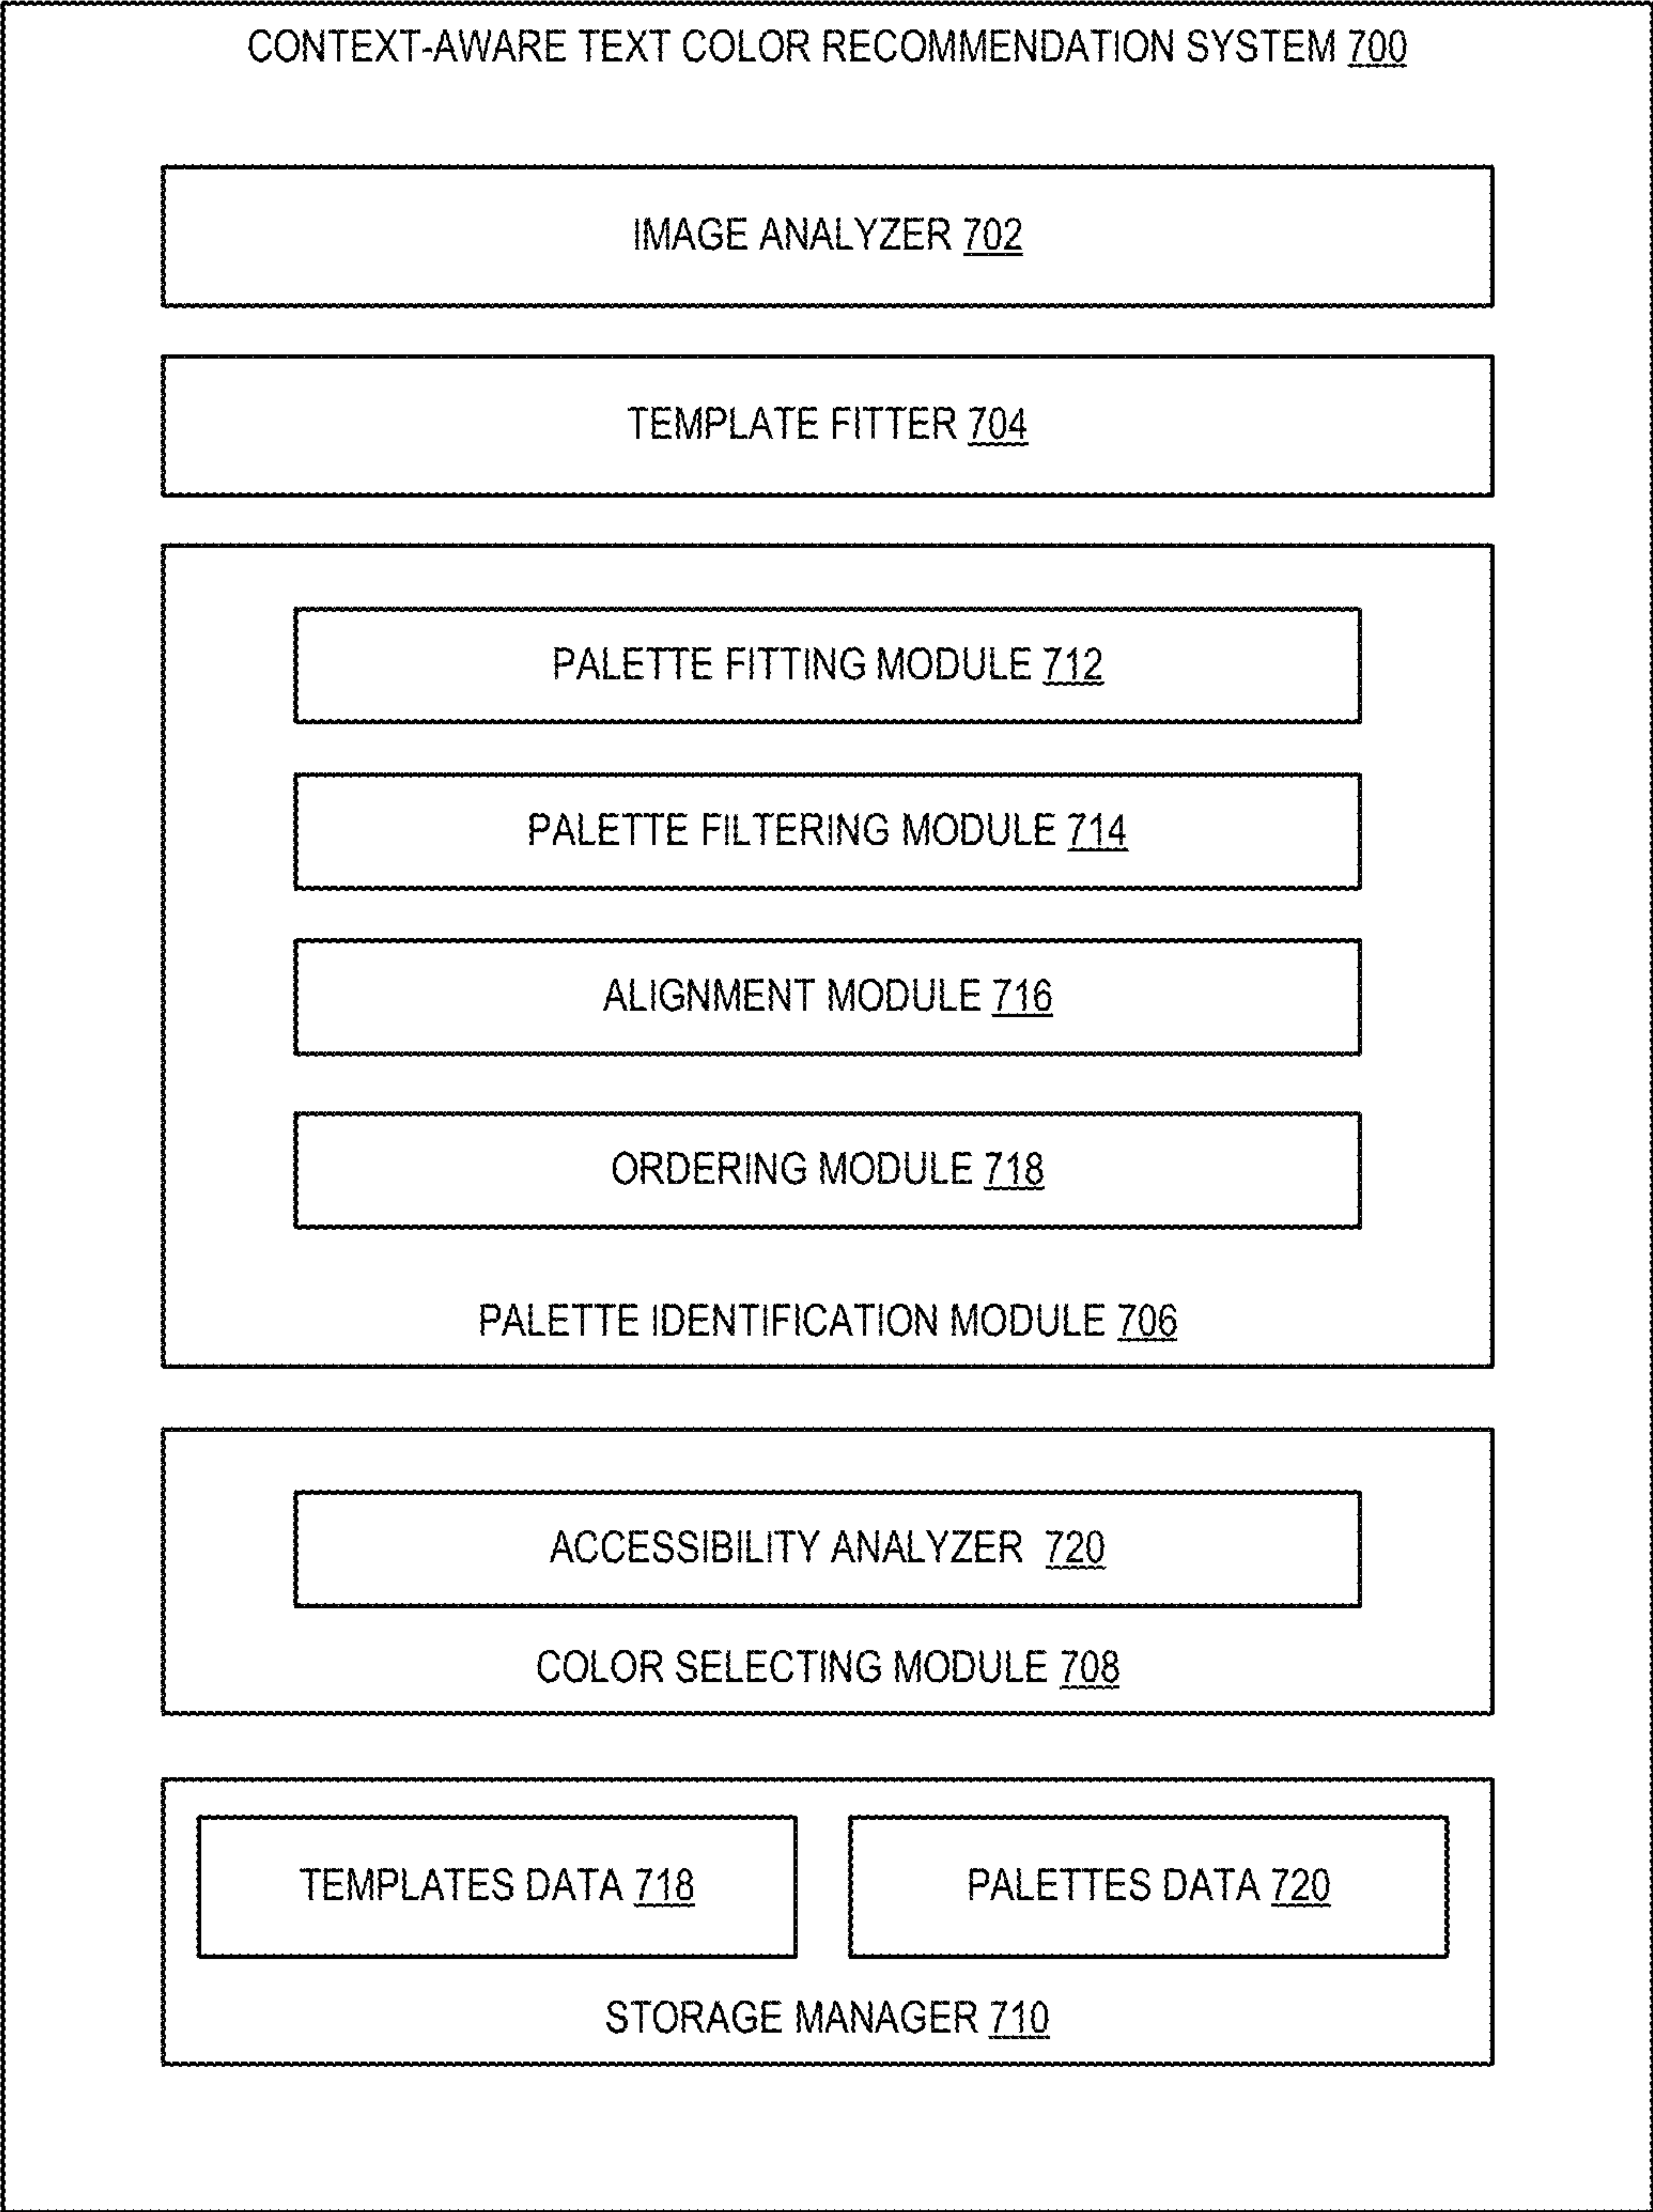 CONTEXT-AWARE TEXT COLOR RECOMMENDATION SYSTEM 700
IMAGE ANALYZER 702
TEMPLATE FITTER 704
PALETTE FITTING MODULE 712
PALETTE FILTERING MODULE 714
ALIGNMENT MODULE 716
ORDERING MODULE 718
PALETTE IDENTIFICATION MODULE 706
ACCESSIBILITY ANALYZER 720
COLOR SELECTING MODULE 708
TEMPLATES DATA 718
PALETTES DATA 720
STORAGE MANAGER 710